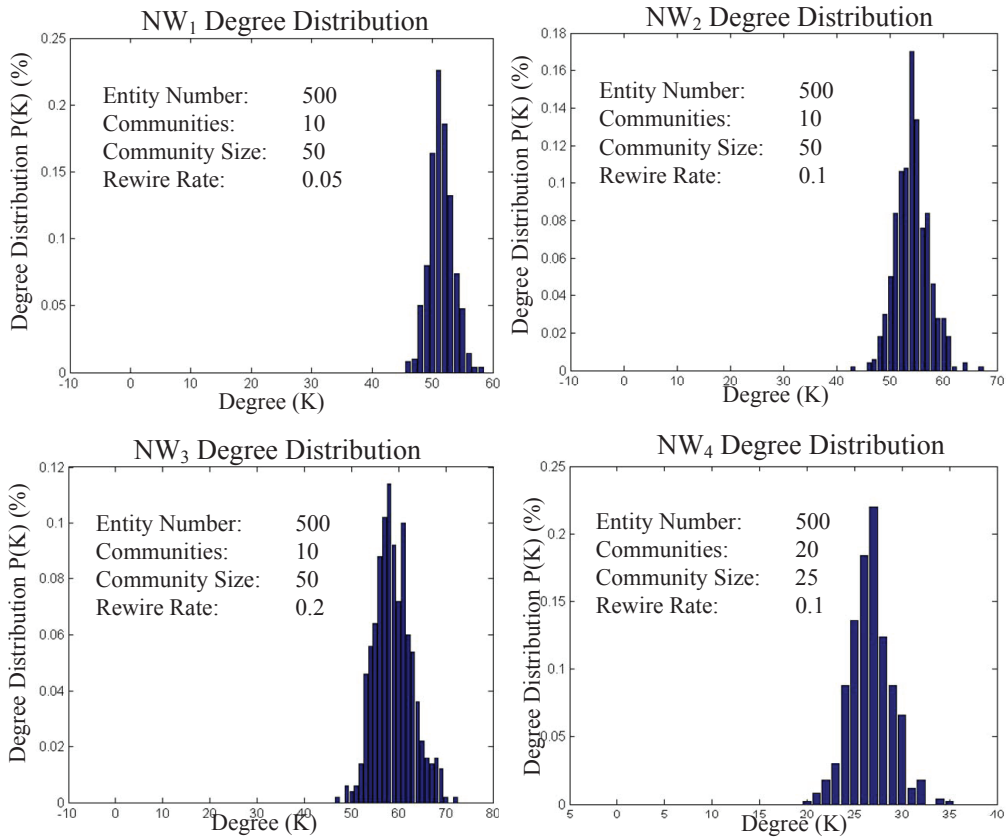 NW1 Degree Distribution
Degree Distribution P(K) (%)
0.25
0.2
0.15
0.1
0.05
0
Entity Number: 500
Communities: 10
Community Size: 50
Rewire Rate: 0.05
-10 0 10 20 30 40 50 60
Degree (K)
NW2 Degree Distribution
Degree Distribution P(K) (%)
0.18
0.16
0.14
0.12
0.1
0.08
0.06
0.04
0.02
0
Entity Number: 500
Communities: 10
Community Size: 50
Rewire Rate: 0.1
-10 0 10 20 30 40 50 60 70
Degree (K)
NW3 Degree Distribution
Degree Distribution P(K) (%)
0.12
0.1
0.08
0.06
0.04
0.02
0
Entity Number: 500
Communities: 10
Community Size: 50
Rewire Rate: 0.2
-10 0 10 20 30 40 50 60 70 80
Degree (K)
NW4 Degree Distribution
Degree Distribution P(K) (%)
0.25
0.2
0.15
0.1
0.05
0
Entity Number: 500
Communities: 20
Community Size: 25
Rewire Rate: 0.1
5 0 5 10 15 20 25 30 35 40
Degree (K)